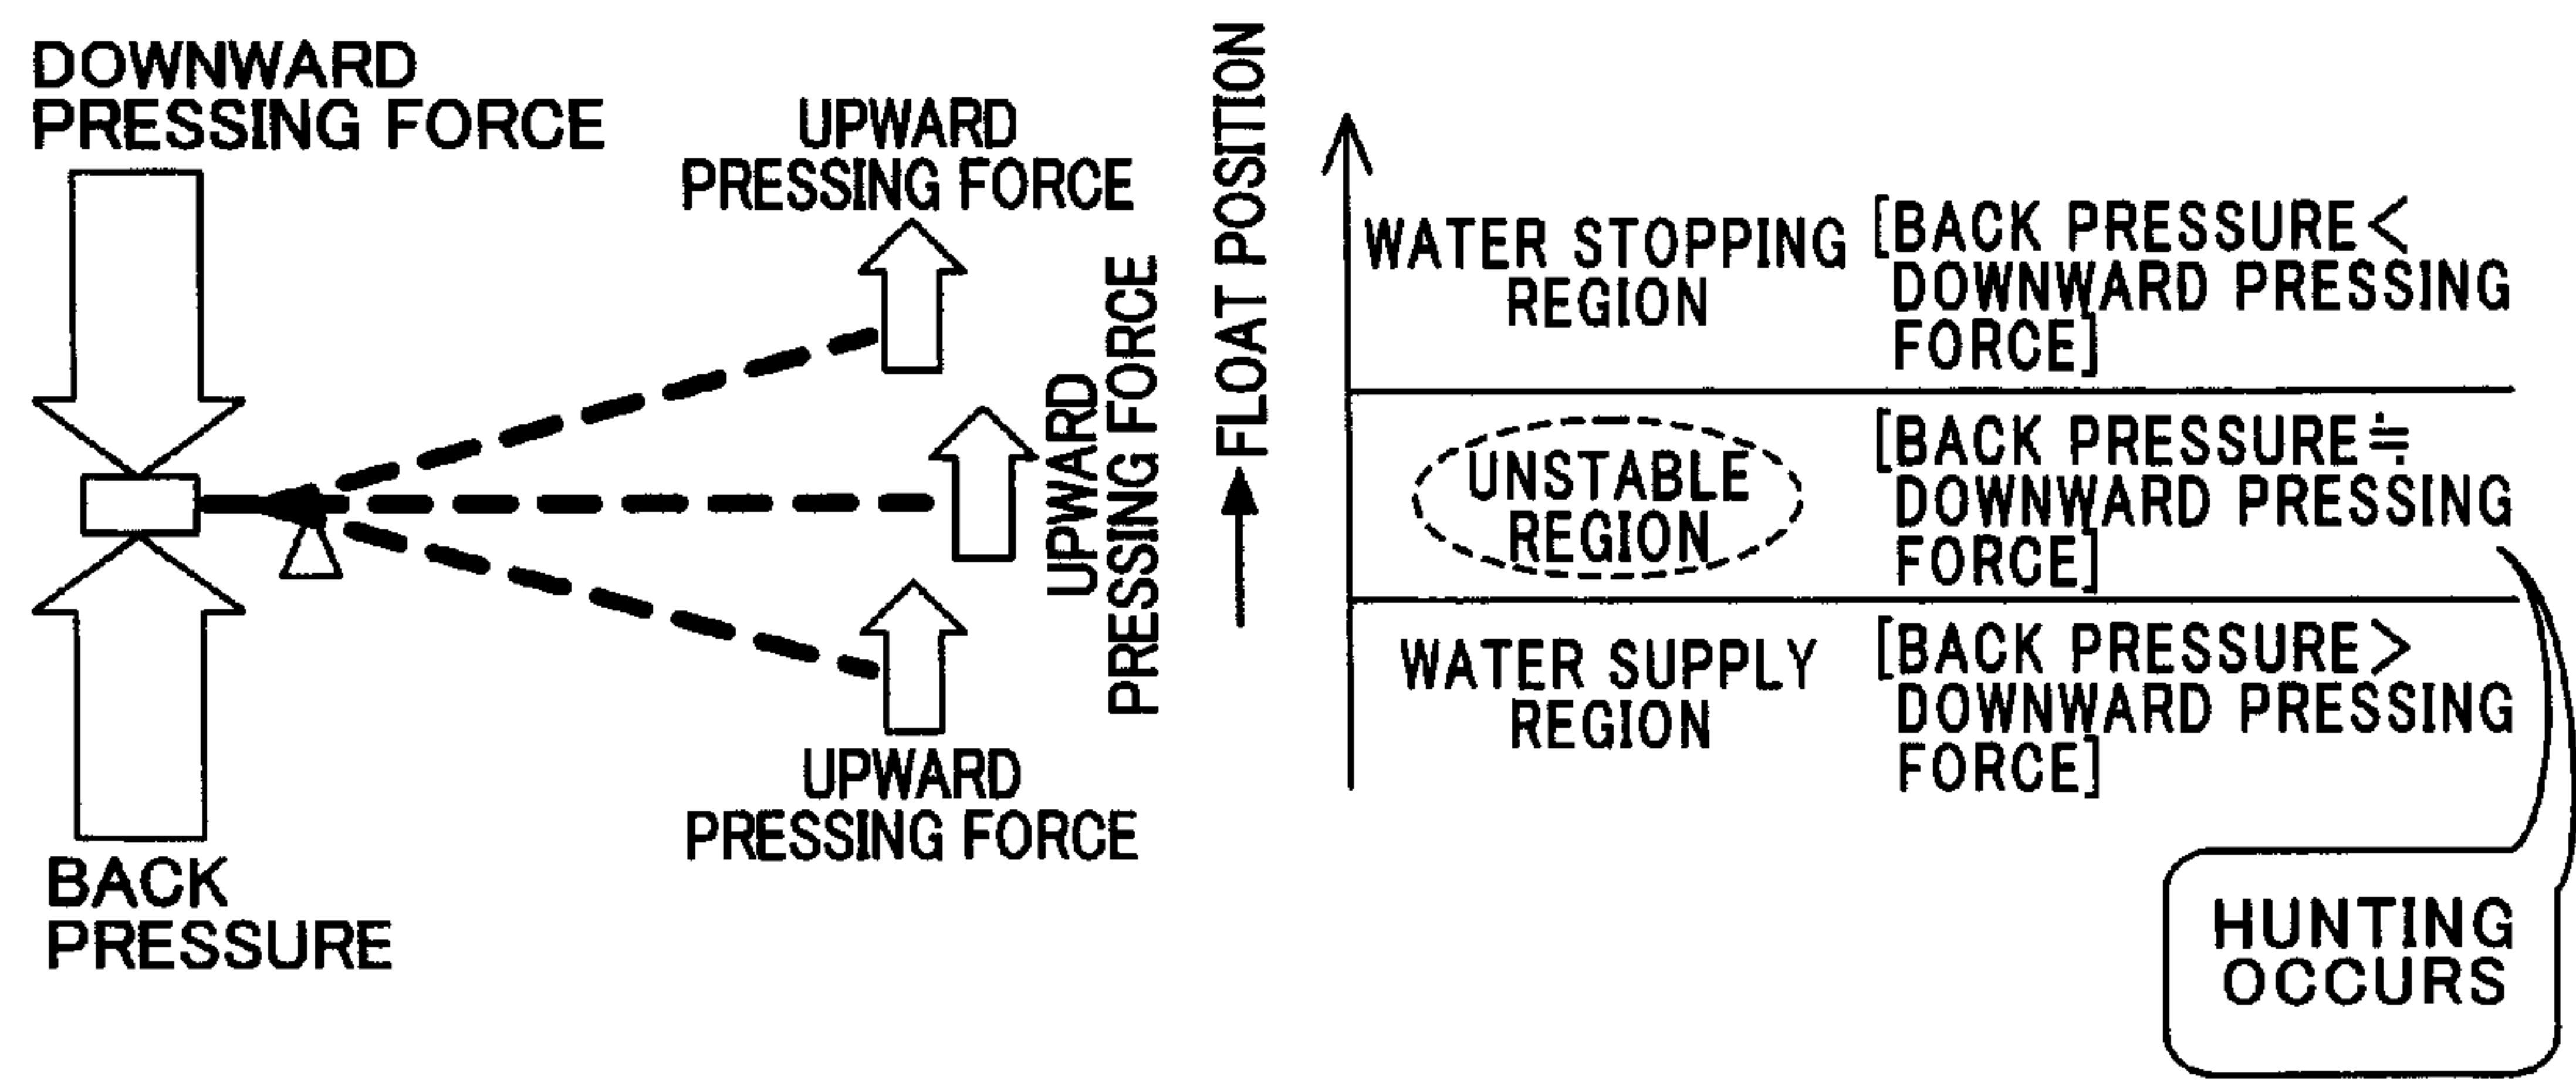 DOWNWARD
PRESSING FORCE
BACK
PRESSURE
UPWARD
PRESSING FORCE
UPWARD
PRESSING FORCE
UPWARD
PRESSING FORCE
FLOAT POSITION
WATER STOPPING
REGION
[BACK PRESSURE<
DOWNWARD PRESSING
FORCE]
UNSTABLE
REGION
[BACK PRESSURE≒
DOWNWARD PRESSING
FORCE]
WATER SUPPLY
REGION
[BACK PRESSURE>
DOWNWARD PRESSING
FORCE]
HUNTING
OCCURS